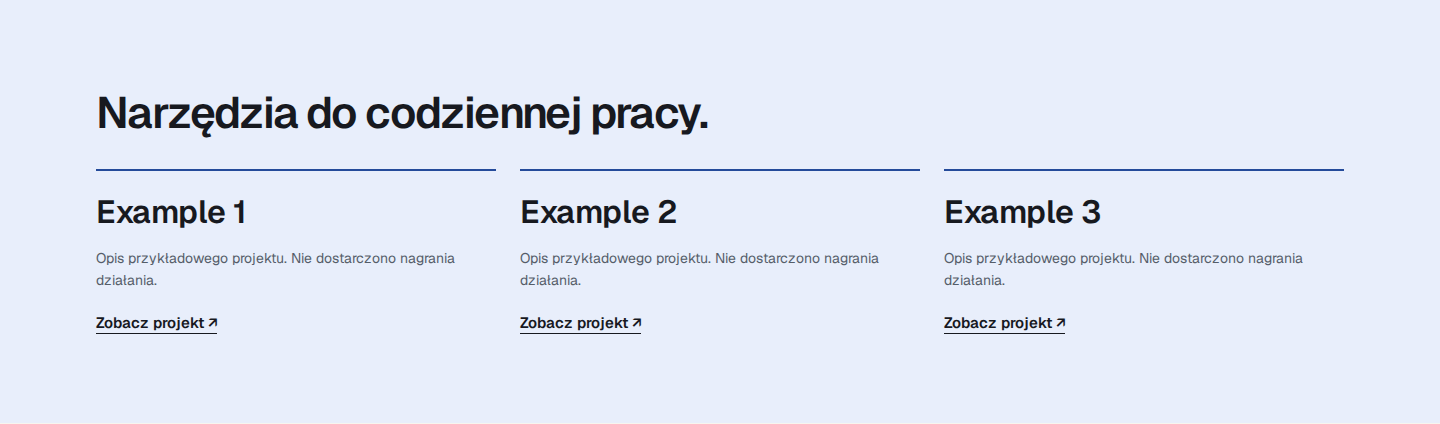 Narzędzia do codziennej pracy.
Example 1
Opis przykładowego projektu. Nie dostarczono nagrania
działania.
Zobacz projekt ↗
Example 2
Opis przykładowego projektu. Nie dostarczono nagrania
działania.
Zobacz projekt ↗
Example 3
Opis przykładowego projektu. Nie dostarczono nagrania
działania.
Zobacz projekt ↗